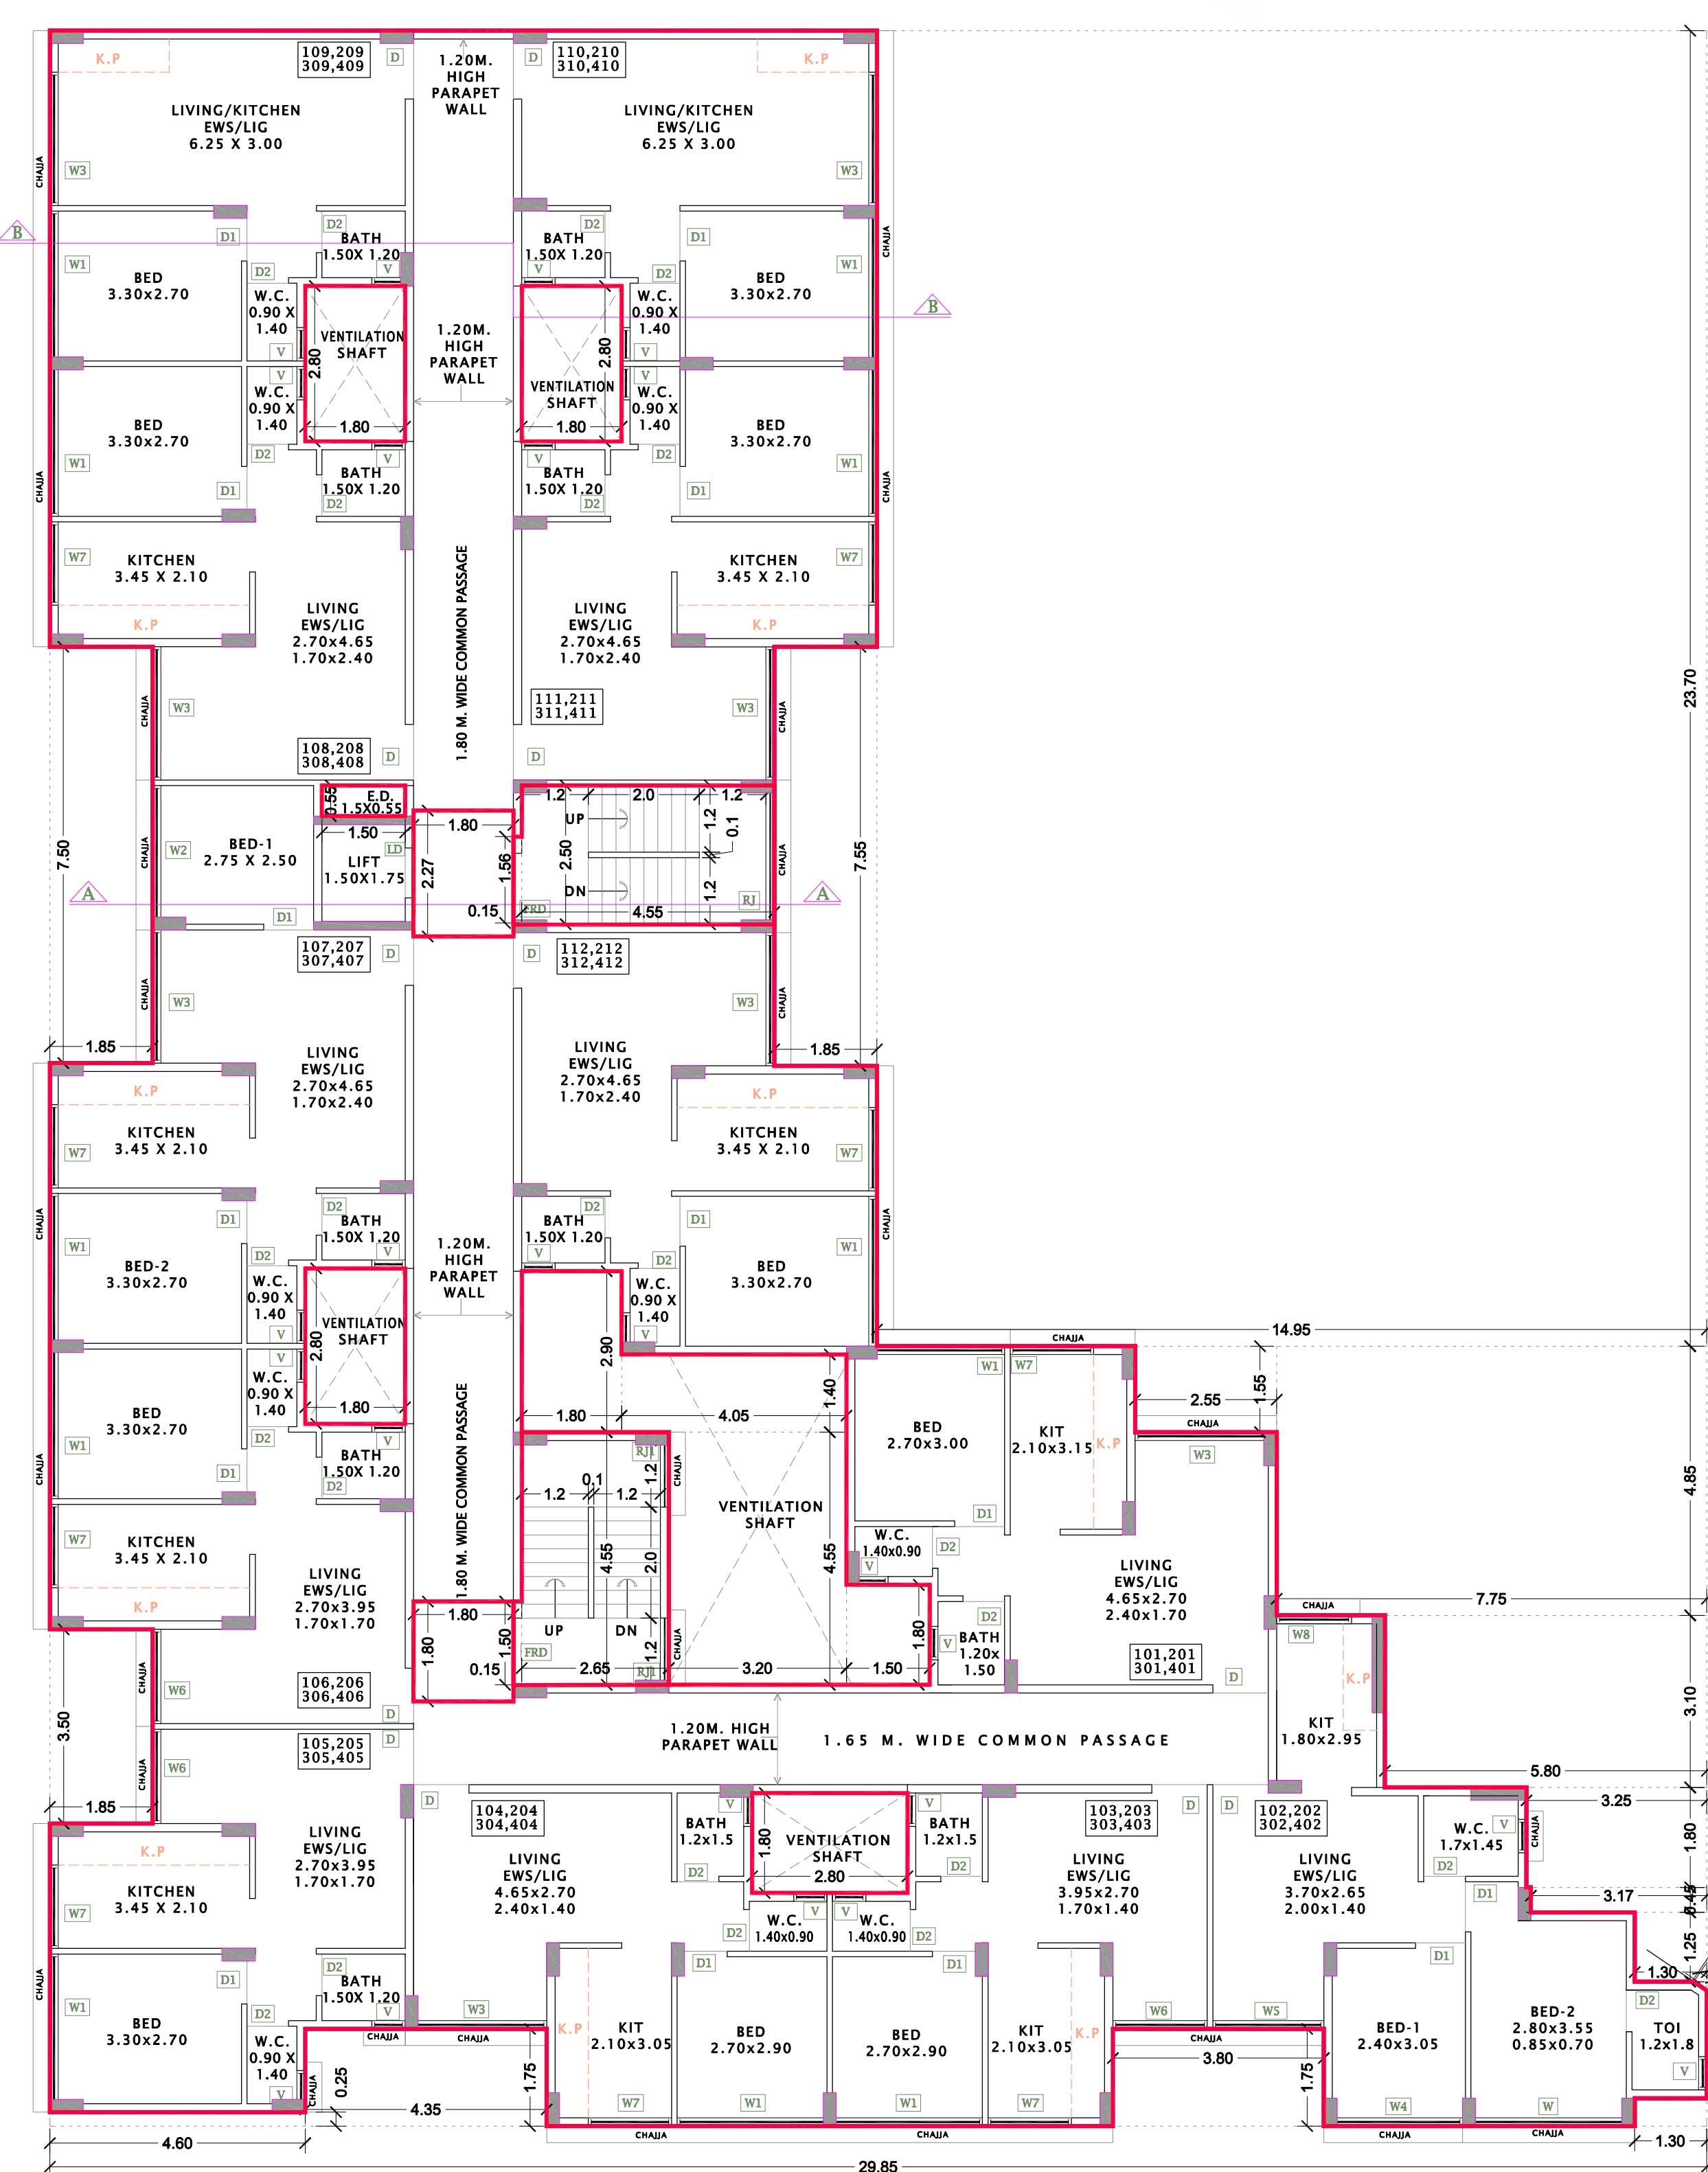 K.P
109,209
309,409
D
1.20M.
HIGH
PARAPET
WALL
D
110,210
310,410
K.P
LIVING/KITCHEN
EWS/LIG
6.25 X 3.00
LIVING/KITCHEN
EWS/LIG
6.25 X 3.00
CHAJJA
W3
W3
B
D1
D2
BATH
1.50X 1.20
V
D2
BATH
1.50X 1.20
V
D1
CHAJJA
W1
BED
3.30x2.70
D2
W.C.
0.90 X
1.40
V
D2
W.C.
0.90 X
1.40
V
BED
3.30x2.70
W1
B
VENTILATION
SHAFT
2.80
1.80
1.20M.
HIGH
PARAPET
WALL
2.80
VENTILATION
SHAFT
1.80
BED
3.30x2.70
W1
V
W.C.
0.90 X
1.40
D2
V
W.C.
0.90 X
1.40
D2
BED
3.30x2.70
W1
CHAJJA
D1
V
BATH
1.50X 1.20
D2
V
BATH
1.50X 1.20
D2
D1
CHAJJA
W7
KITCHEN
3.45 X 2.10
K.P
KITCHEN
3.45 X 2.10
W7
K.P
LIVING
EWS/LIG
2.70x4.65
1.70x2.40
1.80 M. WIDE COMMON PASSAGE
LIVING
EWS/LIG
2.70x4.65
1.70x2.40
23.70
CHAJJA
W3
111,211
311,411
W3
CHAJJA
108,208
308,408
D
D
7.50
CHAJJA
W2
BED-1
2.75 X 2.50
0.55
E.D.
1.5X0.55
1.50
LD
LIFT
1.50X1.75
1.80
2.27
1.56
0.15
1.2
2.0
1.2
UP
2.50
1.2
0.1
DN
1.2
FRD
4.55
RJ
CHAJJA
7.55
A
A
D1
107,207
307,407
D
D
112,212
312,412
CHAJJA
W3
W3
CHAJJA
1.85
1.85
LIVING
EWS/LIG
2.70x4.65
1.70x2.40
LIVING
EWS/LIG
2.70x4.65
1.70x2.40
K.P
KITCHEN
3.45 X 2.10
W7
K.P
KITCHEN
3.45 X 2.10
W7
CHAJJA
D1
D2
BATH
1.50X 1.20
V
D2
BATH
1.50X 1.20
V
D1
CHAJJA
W1
BED-2
3.30x2.70
D2
W.C.
0.90 X
1.40
V
1.20M.
HIGH
PARAPET
WALL
D2
W.C.
0.90 X
1.40
V
BED
3.30x2.70
W1
VENTILATION
SHAFT
2.80
1.80
2.90
14.95
CHAJJA
V
W.C.
0.90 X
1.40
D2
BED
3.30x2.70
W1
D1
CHAJJA
V
BATH
1.50X 1.20
D2
1.80
4.05
1.40
W1
W7
BED
2.70x3.00
KIT
2.10x3.15
K.P
2.55
1.55
CHAJJA
W3
RJ1
CHAJJA
1.2
0.1
1.2
1.2
1.80 M. WIDE COMMON PASSAGE
VENTILATION
SHAFT
4.55
4.55
2.0
D1
4.85
W7
KITCHEN
3.45 X 2.10
K.P
LIVING
EWS/LIG
2.70x3.95
1.70x1.70
W.C.
1.40x0.90
V
D2
LIVING
EWS/LIG
4.65x2.70
2.40x1.70
7.75
CHAJJA
1.80
1.80
1.50
0.15
UP
DN
FRD
1.2
RJ1
CHAJJA
2.65
3.20
1.80
1.50
D2
V
BATH
1.20x
1.50
101,201
301,401
D
W8
K.P
CHAJJA
W6
106,206
306,406
D
3.50
1.20M. HIGH
PARAPET WALL
1.65 M. WIDE COMMON PASSAGE
KIT
1.80x2.95
3.10
CHAJJA
W6
105,205
305,405
D
5.80
1.85
3.25
D
104,204
304,404
V
BATH
1.2x1.5
D2
1.80
VENTILATION
SHAFT
2.80
V
BATH
1.2x1.5
D2
103,203
303,403
D
D
102,202
302,402
V
W.C.
1.7x1.45
D2
CHAJJA
1.80
K.P
KITCHEN
3.45 X 2.10
W7
LIVING
EWS/LIG
2.70x3.95
1.70x1.70
LIVING
EWS/LIG
4.65x2.70
2.40x1.40
LIVING
EWS/LIG
3.95x2.70
1.70x1.40
LIVING
EWS/LIG
3.70x2.65
2.00x1.40
D1
3.17
0.45
V
W.C.
1.40x0.90
D2
V
W.C.
1.40x0.90
D2
D1
D1
D1
1.25
1.30
CHAJJA
D1
D2
BATH
1.50X 1.20
V
W1
BED
3.30x2.70
D2
W.C.
0.90 X
1.40
V
W3
CHAJJA
CHAJJA
CHAJJA
K.P
KIT
2.10x3.05
BED
2.70x2.90
BED
2.70x2.90
KIT
2.10x3.05
K.P
W6
W5
CHAJJA
BED-1
2.40x3.05
BED-2
2.80x3.55
0.85x0.70
D2
TOI
1.2x1.8
V
0.25
1.75
3.80
1.75
4.35
W7
W1
W1
W7
W4
W
CHAJJA
CHAJJA
CHAJJA
CHAJJA
4.60
1.30
29.85